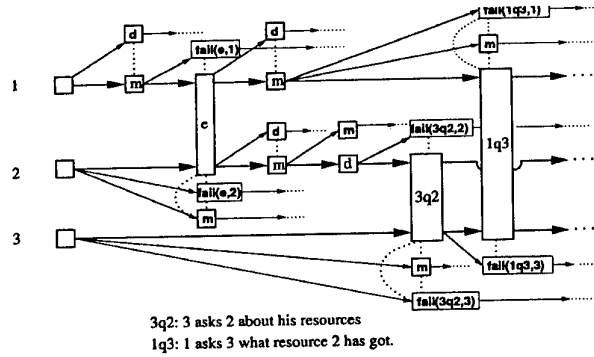 fail(1q3,1)
d
d
fail(e,1)
m
1
m
m
e
1q3
d
m
fail(3q2,2)
2
m
d
3q2
fail(e,2)
m
3
m
fail(1q3,3)
fail(3q2,3)
3q2: 3 asks 2 about his resources
1q3: 1 asks 3 what resource 2 has got.